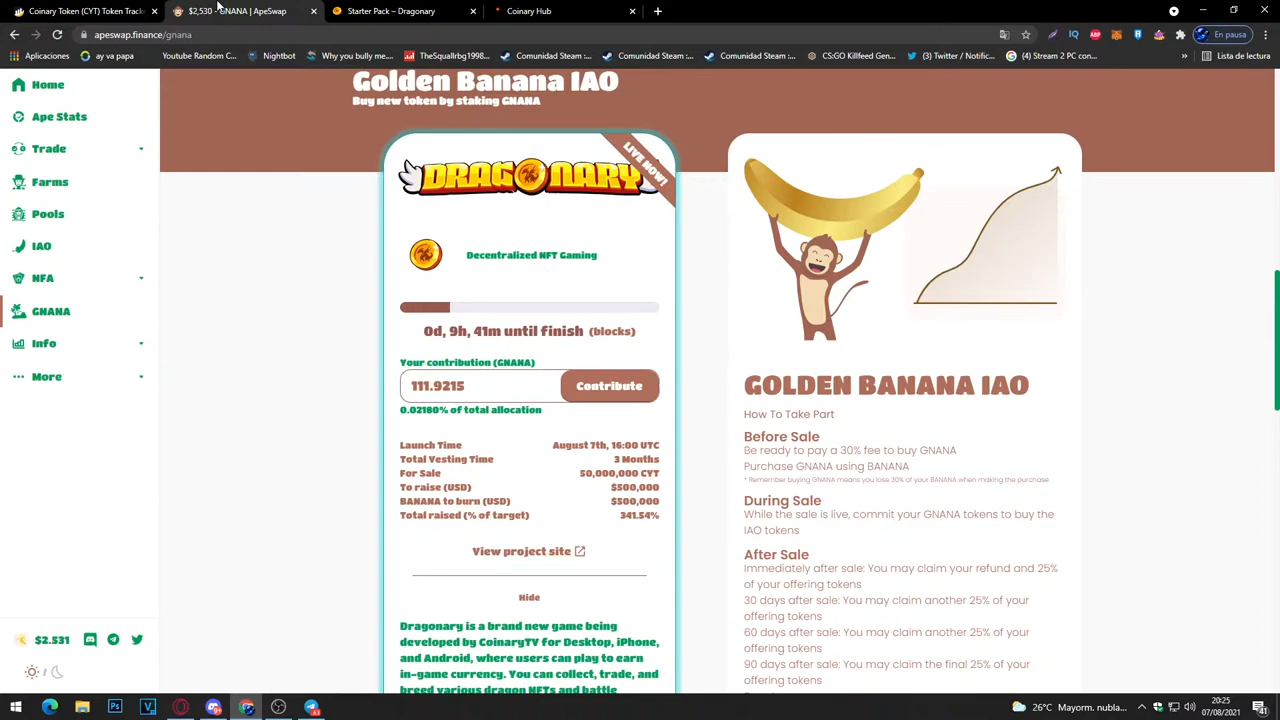 Coinary Token (CYT) Token Track
$2,530 - GNANA | ApeSwap
Starter Pack - Dragonary
Coinary Hub
apeswap.finance/gnana
En pausa
Aplicaciones
ay va papa
VAPORWAVE Random C...
Nightbot
Why you bully me?...
TheSquallrbg1998...
Comunidad Steam :...
Comunidad Steam :...
Comunidad Steam :...
CS:GO Killfeed Gen...
(3) Twitter / Notific...
(4) Stream 2 PC con...
»
Lista de lectura
Home
Ape Stats
Trade
Farms
Pools
IAO
NFA
GNANA
Info
More
$2.531
/
Golden Banana IAO
Buy new token by staking GNANA
LIVE NOW!
DRAGONARY
Decentralized NFT Gaming
0d, 9h, 41m until finish (blocks)
Your contribution (GNANA)
111.9215
Contribute
0.02180% of total allocation
Launch Time August 7th, 16:00 UTC
Total Vesting Time 3 Months
For Sale 50,000,000 CYT
To raise (USD) $500,000
BANANA to burn (USD) $500,000
Total raised (% of target) 341.54%
View project site
Hide
Dragonary is a brand new game being
developed by CoinaryTV for Desktop, iPhone,
and Android, where users can play to earn
in-game currency. You can collect, trade, and
breed various dragon NFTs and battle
GOLDEN BANANA IAO
How To Take Part
Before Sale
Be ready to pay a 30% fee to buy GNANA
Purchase GNANA using BANANA
* Remember buying GNANA means you lose 30% of your BANANA when making the purchase
During Sale
While the sale is live, commit your GNANA tokens to buy the
IAO tokens
After Sale
Immediately after sale: You may claim your refund and 25%
of your offering tokens
30 days after sale: You may claim another 25% of your
offering tokens
60 days after sale: You may claim another 25% of your
offering tokens
90 days after sale: You may claim the final 25% of your
offering tokens
26°C Mayorm. nubla...
20:25
07/08/2021